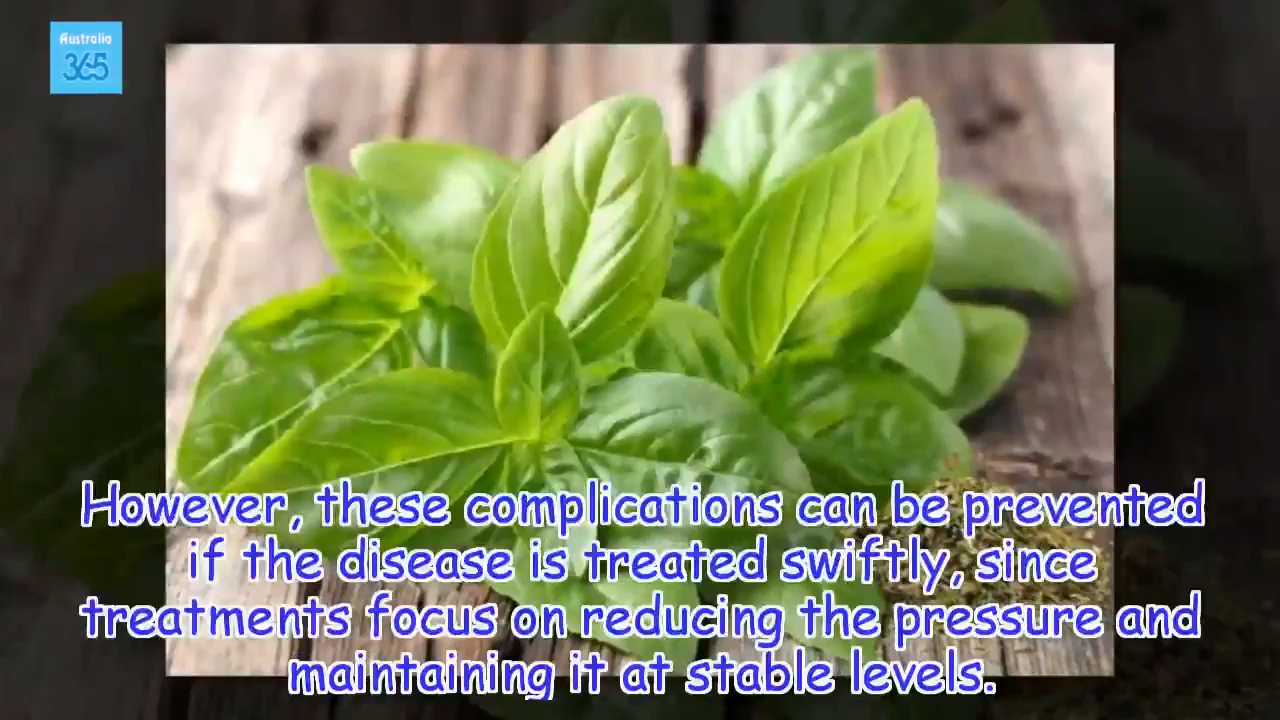 Australia
365
However, these complications can be prevented
if the disease is treated swiftly, since
treatments focus on reducing the pressure and
maintaining it at stable levels.